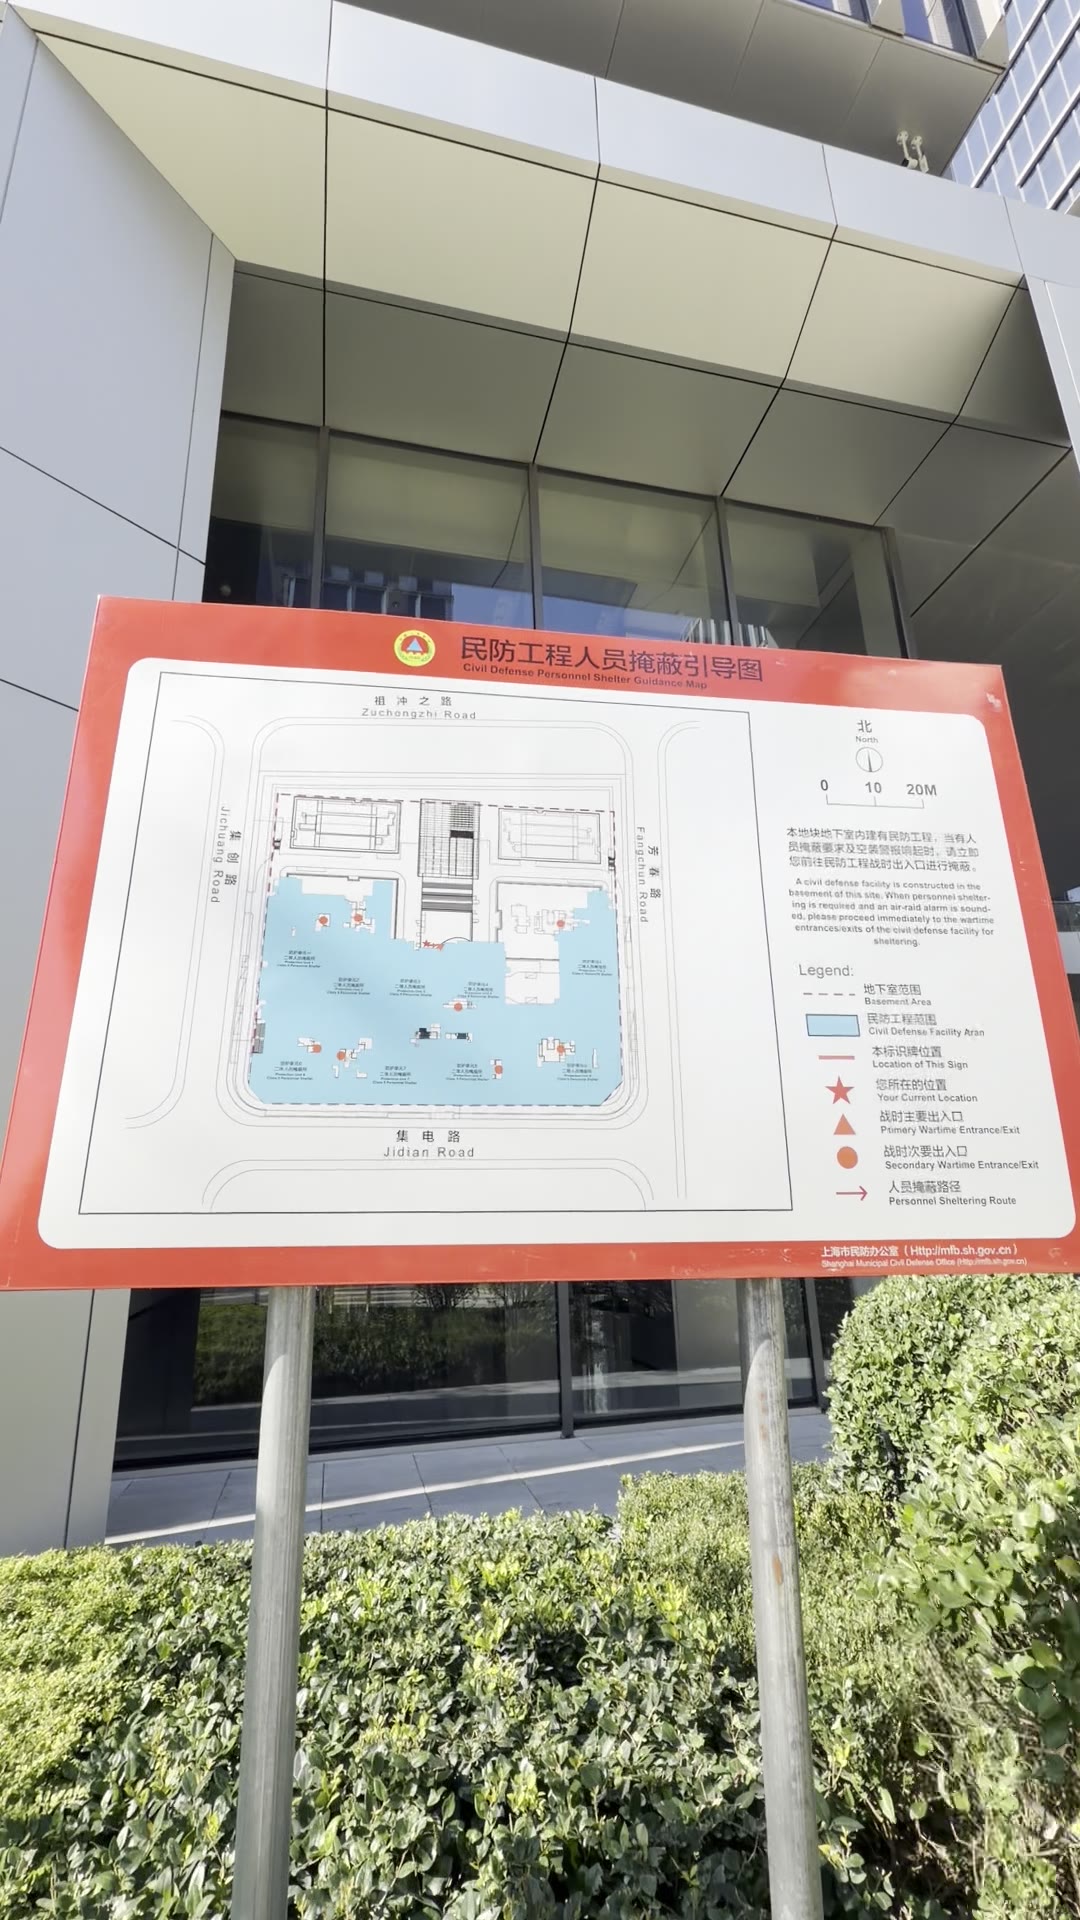 民防工程人员掩蔽引导图
Civil Defense Personnel Shelter Guidance Map
祖冲之路
Zuchongzhi Road
集创路
Jichuang Road
芳春路
Fangchun Road
集电路
Jidian Road
北
North
0 10 20M
本地块地下室内建有民防工程，当有人
员掩蔽要求及空袭警报响起时，请立即
您前往民防工程战时出入口进行掩蔽。
A civil defense facility is constructed in the
basement of this site. When personnel shelter-
ing is required and an air-raid alarm is sound-
ed, please proceed immediately to the wartime
entrances/exits of the civil defense facility for
sheltering.
Legend:
地下室范围
Basement Area
民防工程范围
Civil Defense Facility Aran
本标识牌位置
Location of This Sign
您所在的位置
Your Current Location
战时主要出入口
Primary Wartime Entrance/Exit
战时次要出入口
Secondary Wartime Entrance/Exit
人员掩蔽路径
Personnel Sheltering Route
上海市民防办公室（Http://mfb.sh.gov.cn）
Shanghai Municipal Civil Defense Office (Http://mfb.sh.gov.cn)